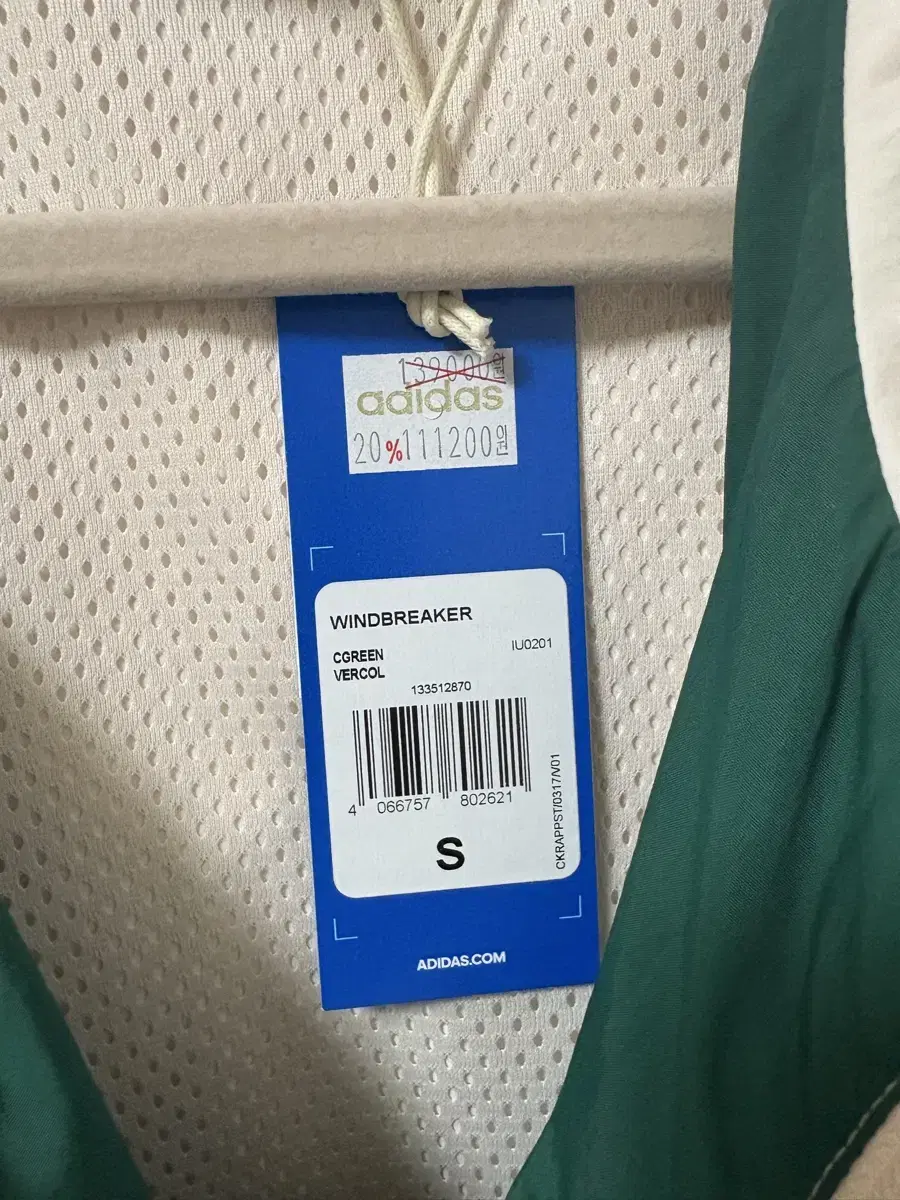 139000원
adidas
20%111200원
WINDBREAKER
CGREEN
VERCOL
IU0201
133512870
4 066757 802621
CKRAPPST/0317/V01
S
ADIDAS.COM